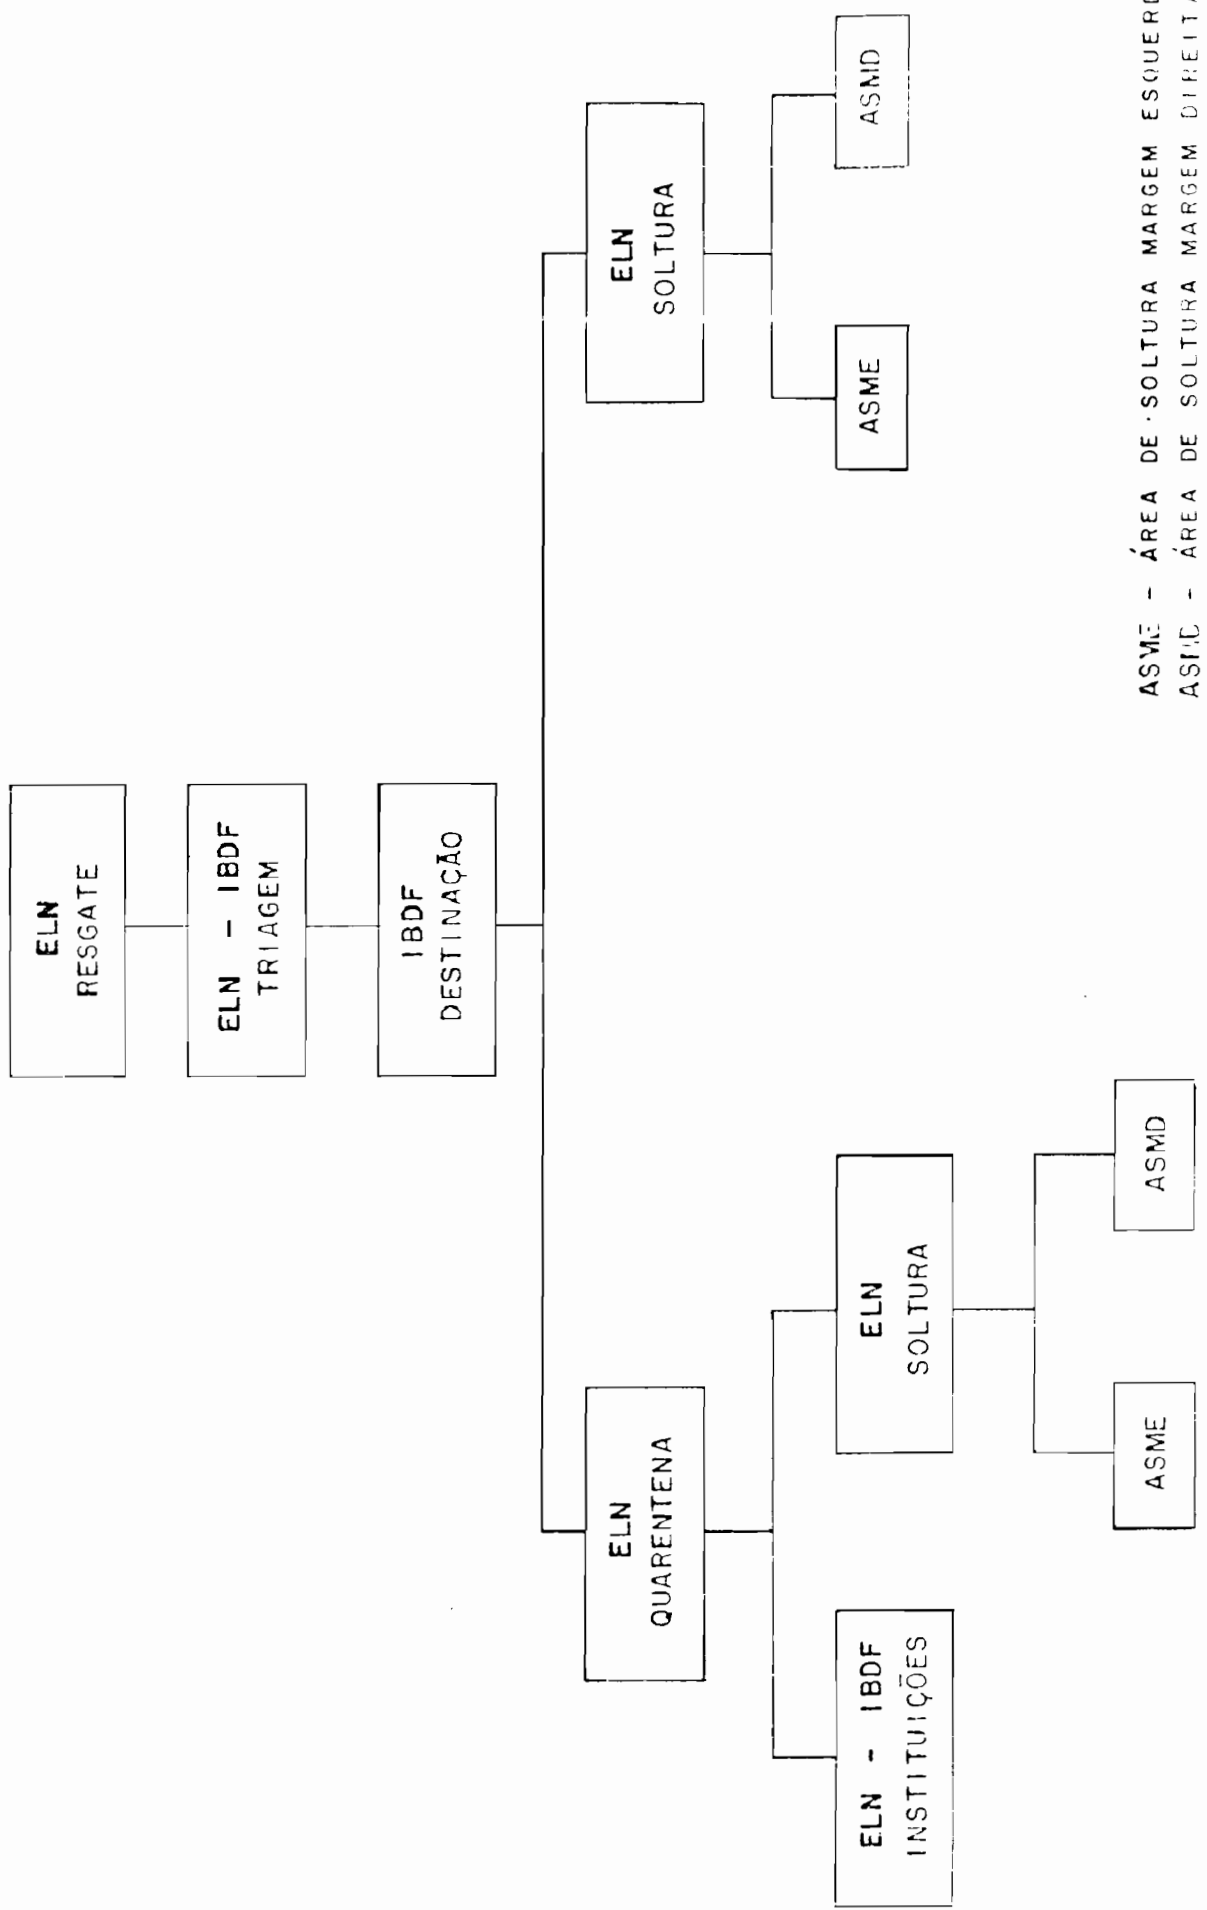 ELN
RESGATE
ELN - IBDF
TRIAGEM
IBDF
DESTINAÇÃO
ELN
QUARENTENA
ELN
SOLTURA
ELN - IBDF
INSTITUIÇÕES
ELN
SOLTURA
ASME
ASMD
ASME
ASMD
ASME - ÁREA DE SOLTURA MARGEM ESQUERD
ASMD - ÁREA DE SOLTURA MARGEM DIREITA